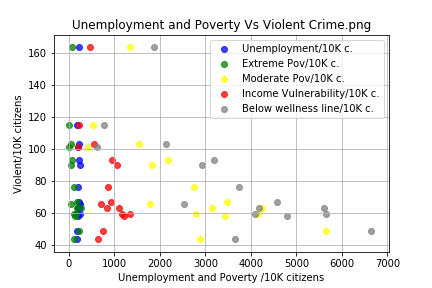 Unemployment and Poverty Vs Violent Crime.png
Unemployment/10K c.
Extreme Pov/10K c.
Moderate Pov/10K c.
Income Vulnerability/10K c.
Below wellness line/10K c.
Violent/10K citizens
160
140
120
100
80
60
40
0 1000 2000 3000 4000 5000 6000 7000
Unemployment and Poverty /10K citizens